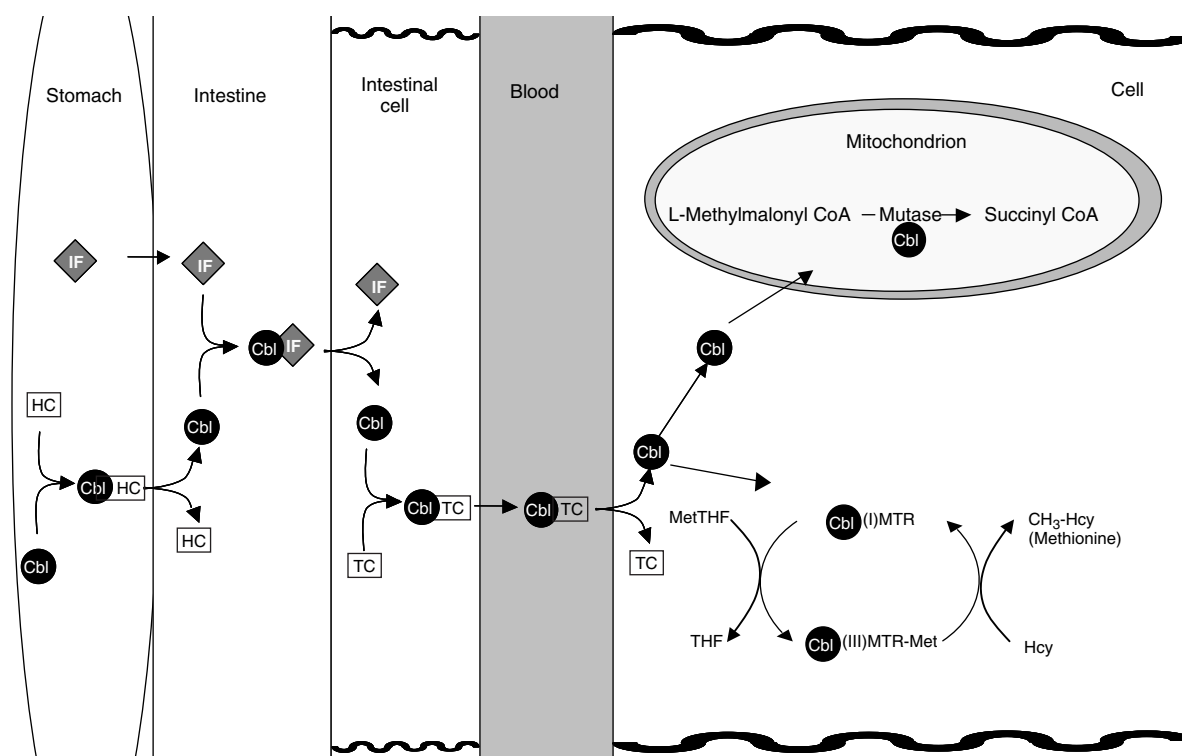 Stomach
Intestine
Intestinal
cell
Blood
Cell
Mitochondrion
L-Methylmalonyl CoA
Mutase
Succinyl CoA
Cbl
IF
IF
IF
Cbl
IF
Cbl
HC
Cbl
Cbl
Cbl
HC
HC
Cbl
Cbl
TC
TC
Cbl
TC
Cbl
Cbl
TC
MetTHF
Cbl
(I)MTR
CH3-Hcy
(Methionine)
THF
Cbl
(III)MTR-Met
Hcy